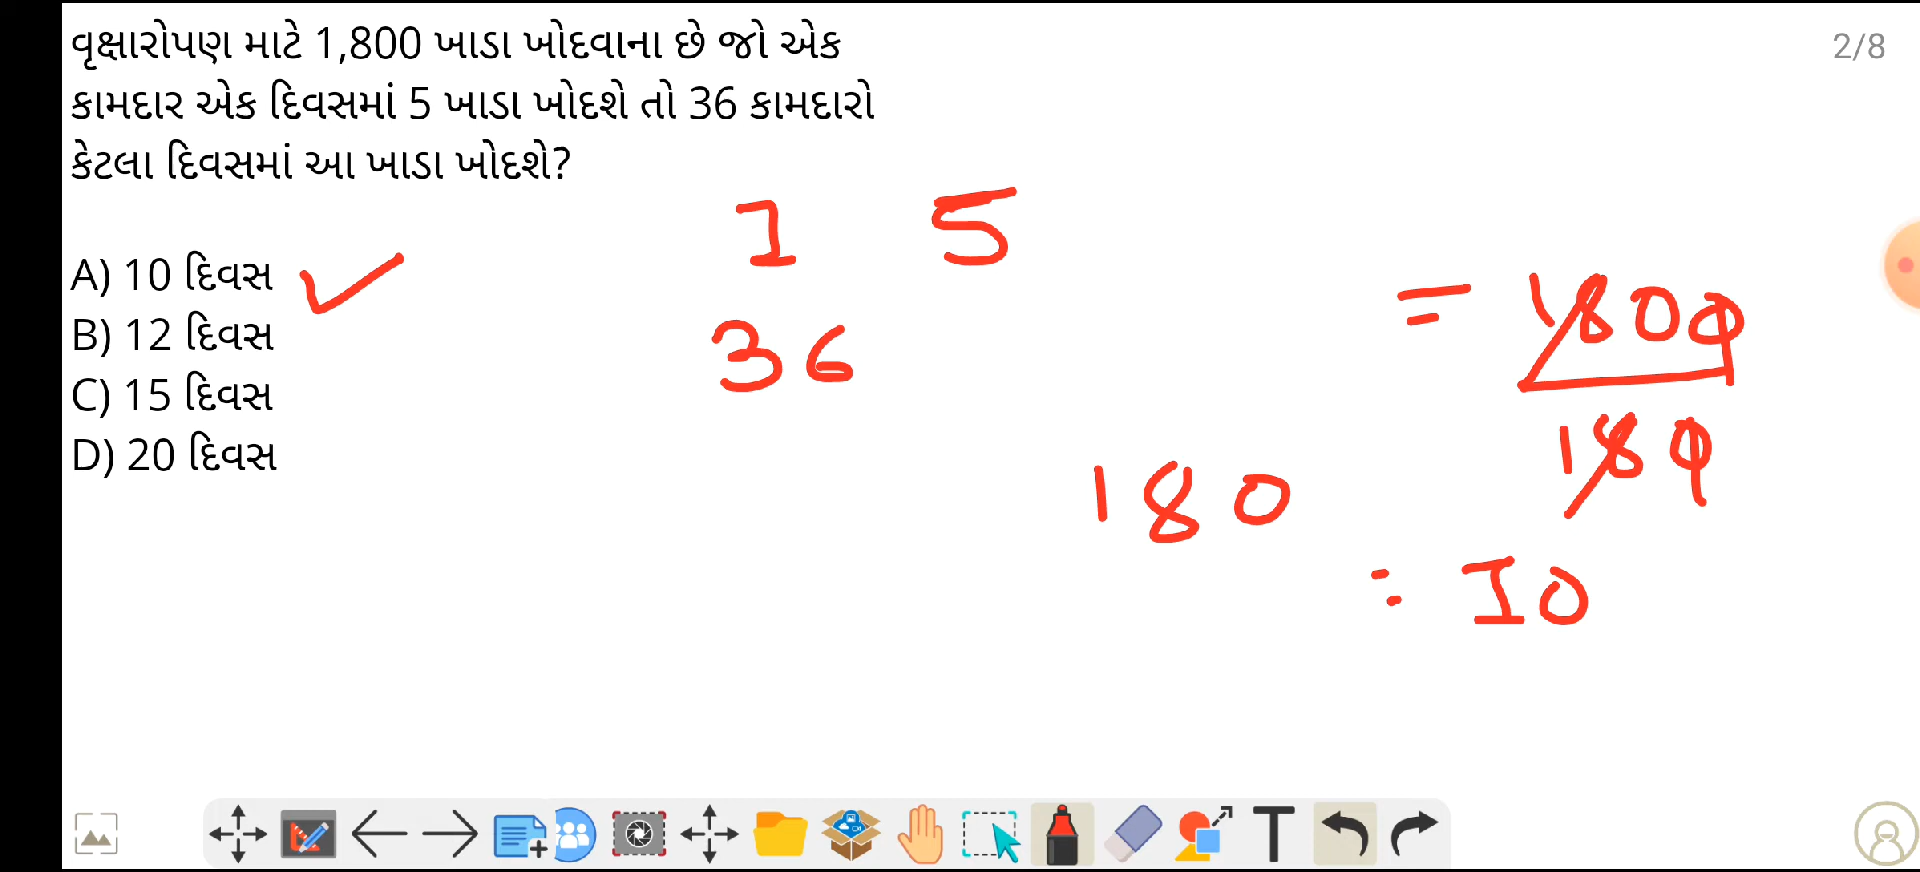 વૃક્ષારોપણ માટે 1,800 ખાડા ખોદવાના છે જો એક
કામદાર એક દિવસમાં 5 ખાડા ખોદશે તો 36 કામદારો
કેટલા દિવસમાં આ ખાડા ખોદશે?
2/8
A) 10 દિવસ
B) 12 દિવસ
C) 15 દિવસ
D) 20 દિવસ
1 5
36
180
= 1800
180
= 10
T